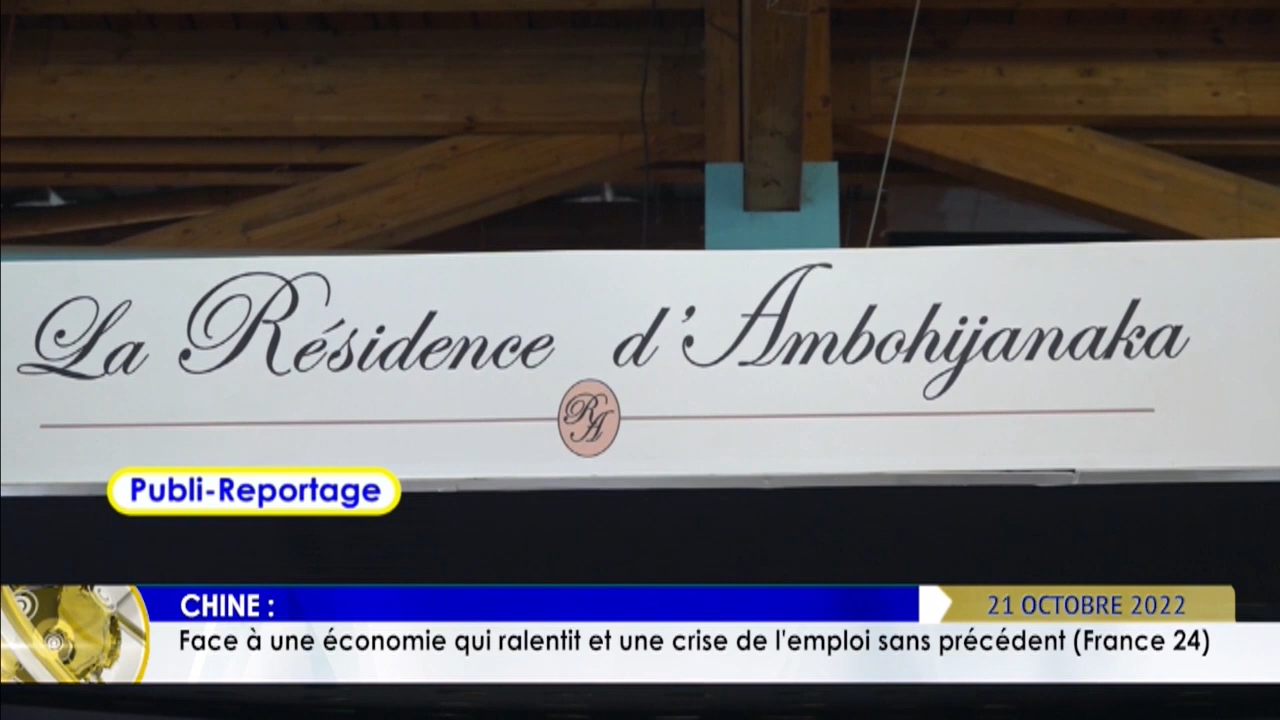 La Résidence d'Ambohijanaka
RA
Publi-Reportage
CHINE :
21 OCTOBRE 2022
Face à une économie qui ralentit et une crise de l'emploi sans précédent (France 24)